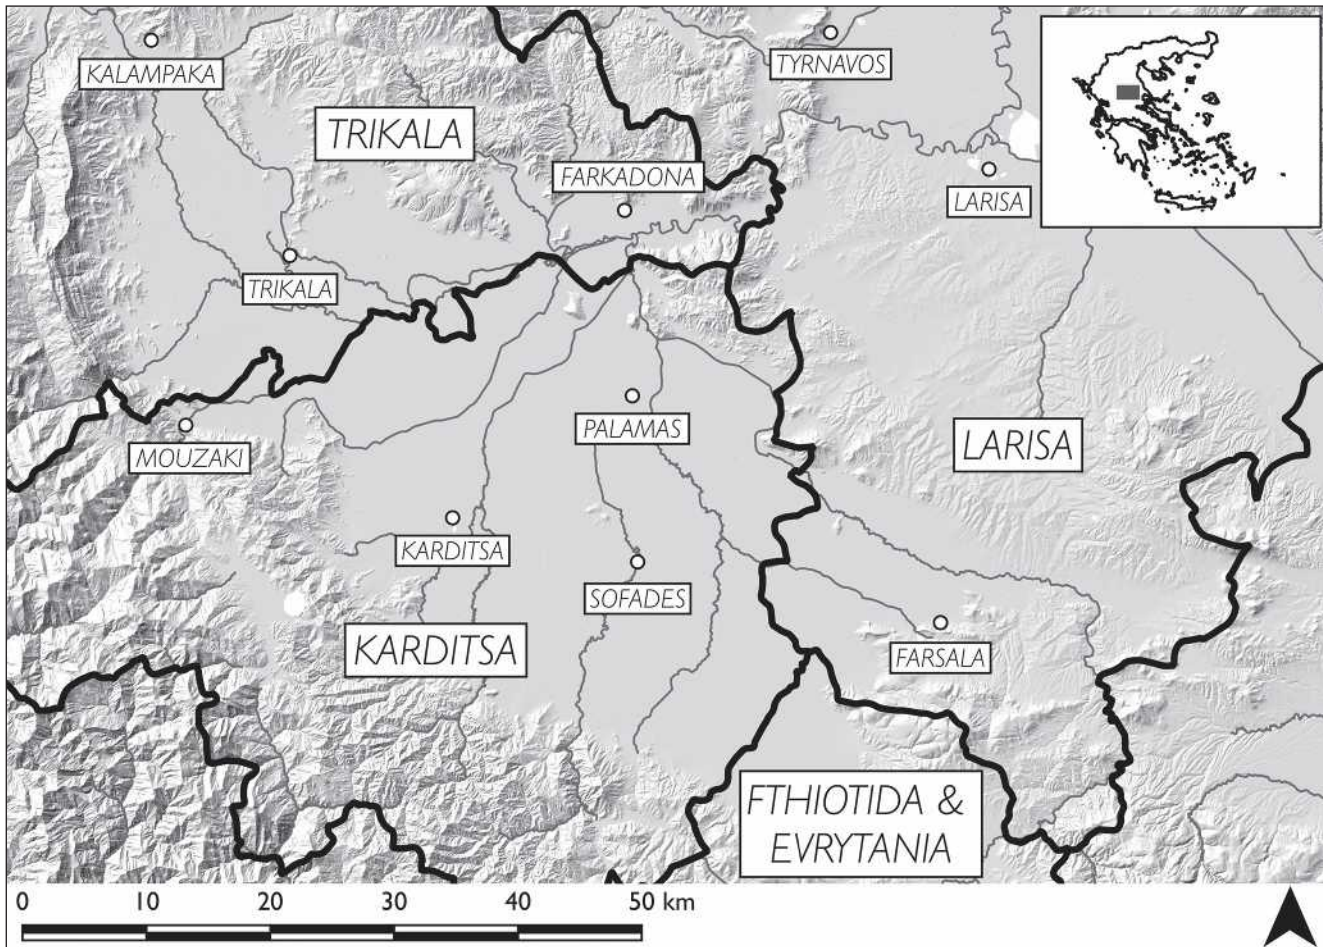 TYRNAVOS
KALAMPAKA
TRIKALA
FARKADONA
LARISA
TRIKALA
PALAMAS
LARISA
MOUZAKI
KARDITSA
SOFADES
KARDITSA
FARSALA
FTHIOTIDA &
EVRYTANIA
0 10 20 30 40 50 km